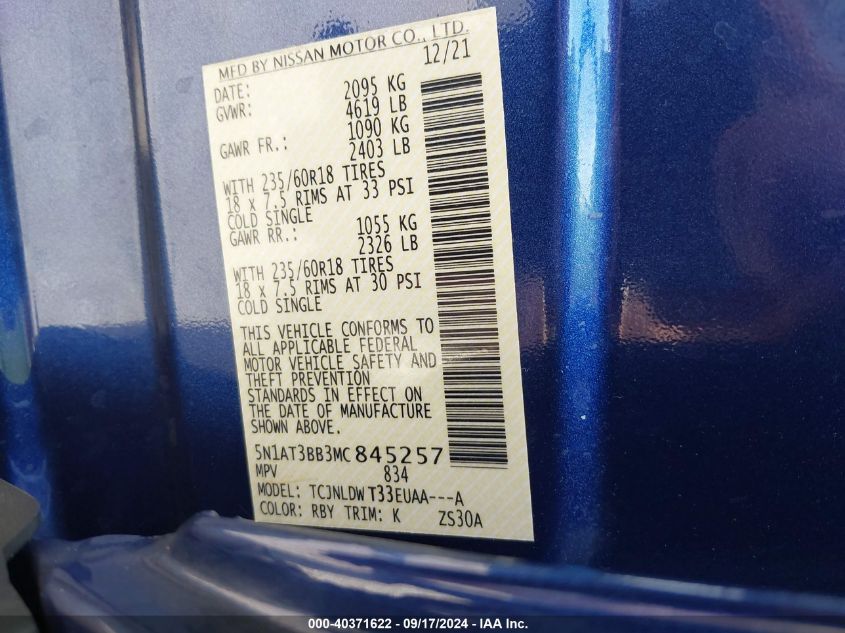 MFD BY NISSAN MOTOR CO., LTD.
DATE: 12/21
GVWR: 2095 KG
4619 LB
GAWR FR.: 1090 KG
2403 LB
WITH 235/60R18 TIRES
18 x 7.5 RIMS AT 33 PSI
COLD SINGLE
GAWR RR.: 1055 KG
2326 LB
WITH 235/60R18 TIRES
18 x 7.5 RIMS AT 30 PSI
COLD SINGLE
THIS VEHICLE CONFORMS TO
ALL APPLICABLE FEDERAL
MOTOR VEHICLE SAFETY AND
THEFT PREVENTION
STANDARDS IN EFFECT ON
THE DATE OF MANUFACTURE
SHOWN ABOVE.
5N1AT3BB3MC845257
MPV 834
MODEL: TCJNLDWT33EUAA---A
COLOR: RBY TRIM: K ZS30A
000-40371622 - 09/17/2024 - IAA Inc.